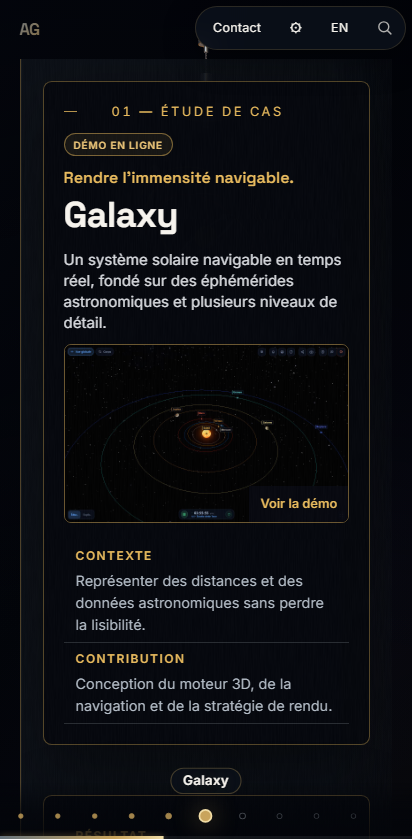 AG
Contact
EN
— 01 — ÉTUDE DE CAS
DÉMO EN LIGNE
Rendre l'immensité navigable.
Galaxy
Un système solaire navigable en temps
réel, fondé sur des éphémérides
astronomiques et plusieurs niveaux de
détail.
Voir la démo
CONTEXTE
Représenter des distances et des
données astronomiques sans perdre
la lisibilité.
CONTRIBUTION
Conception du moteur 3D, de la
navigation et de la stratégie de rendu.
Galaxy
RÉSULTAT